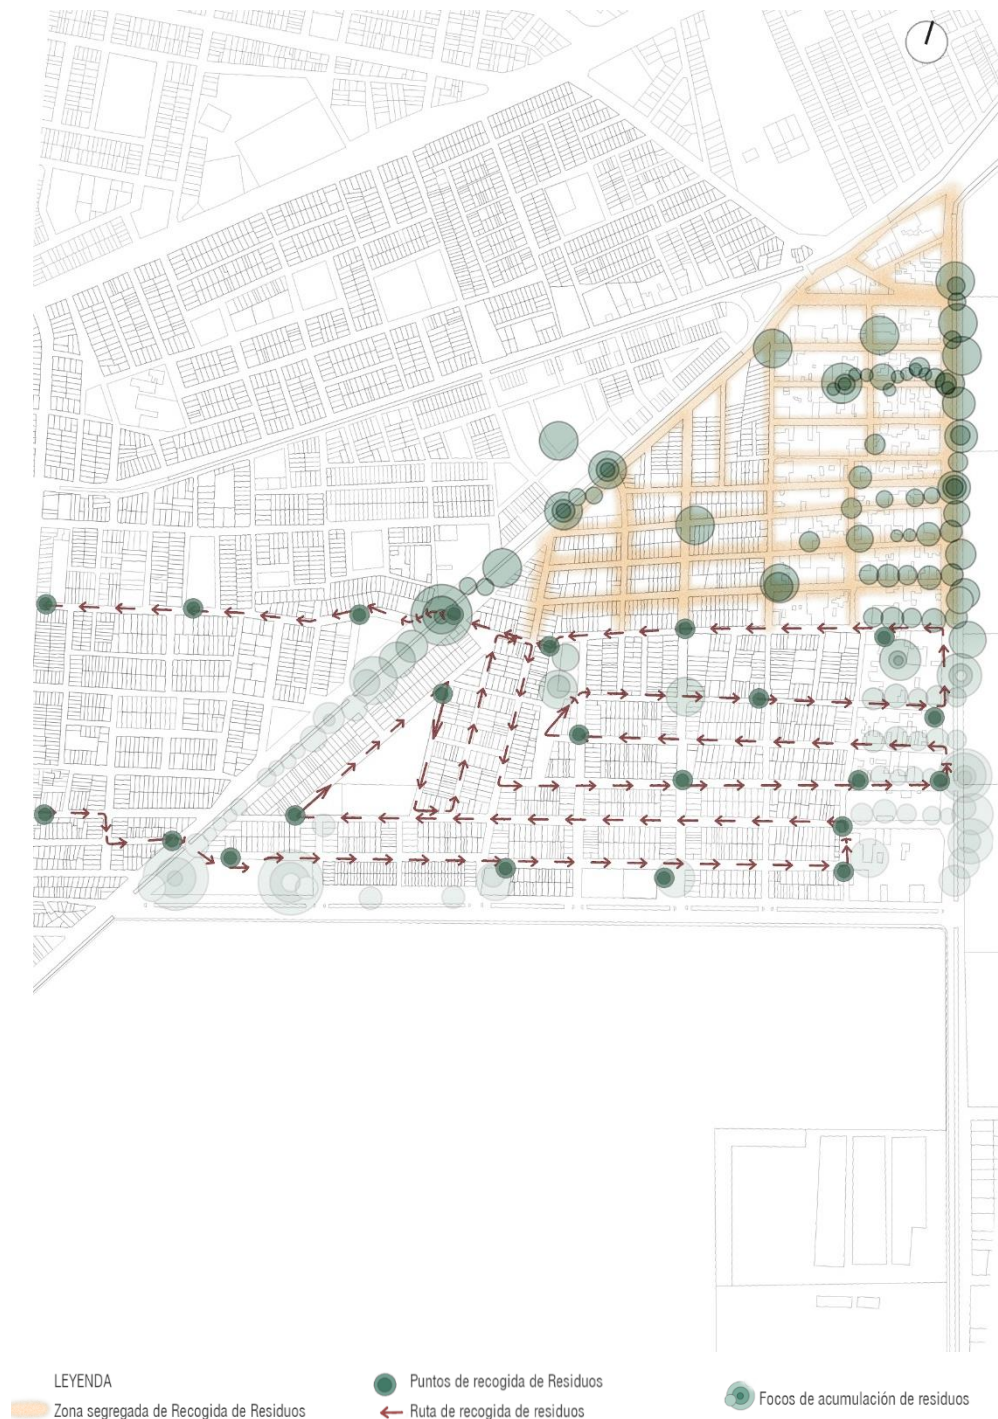 LEYENDA
Zona segregada de Recogida de Residuos
Puntos de recogida de Residuos
Ruta de recogida de residuos
Focos de acumulación de residuos